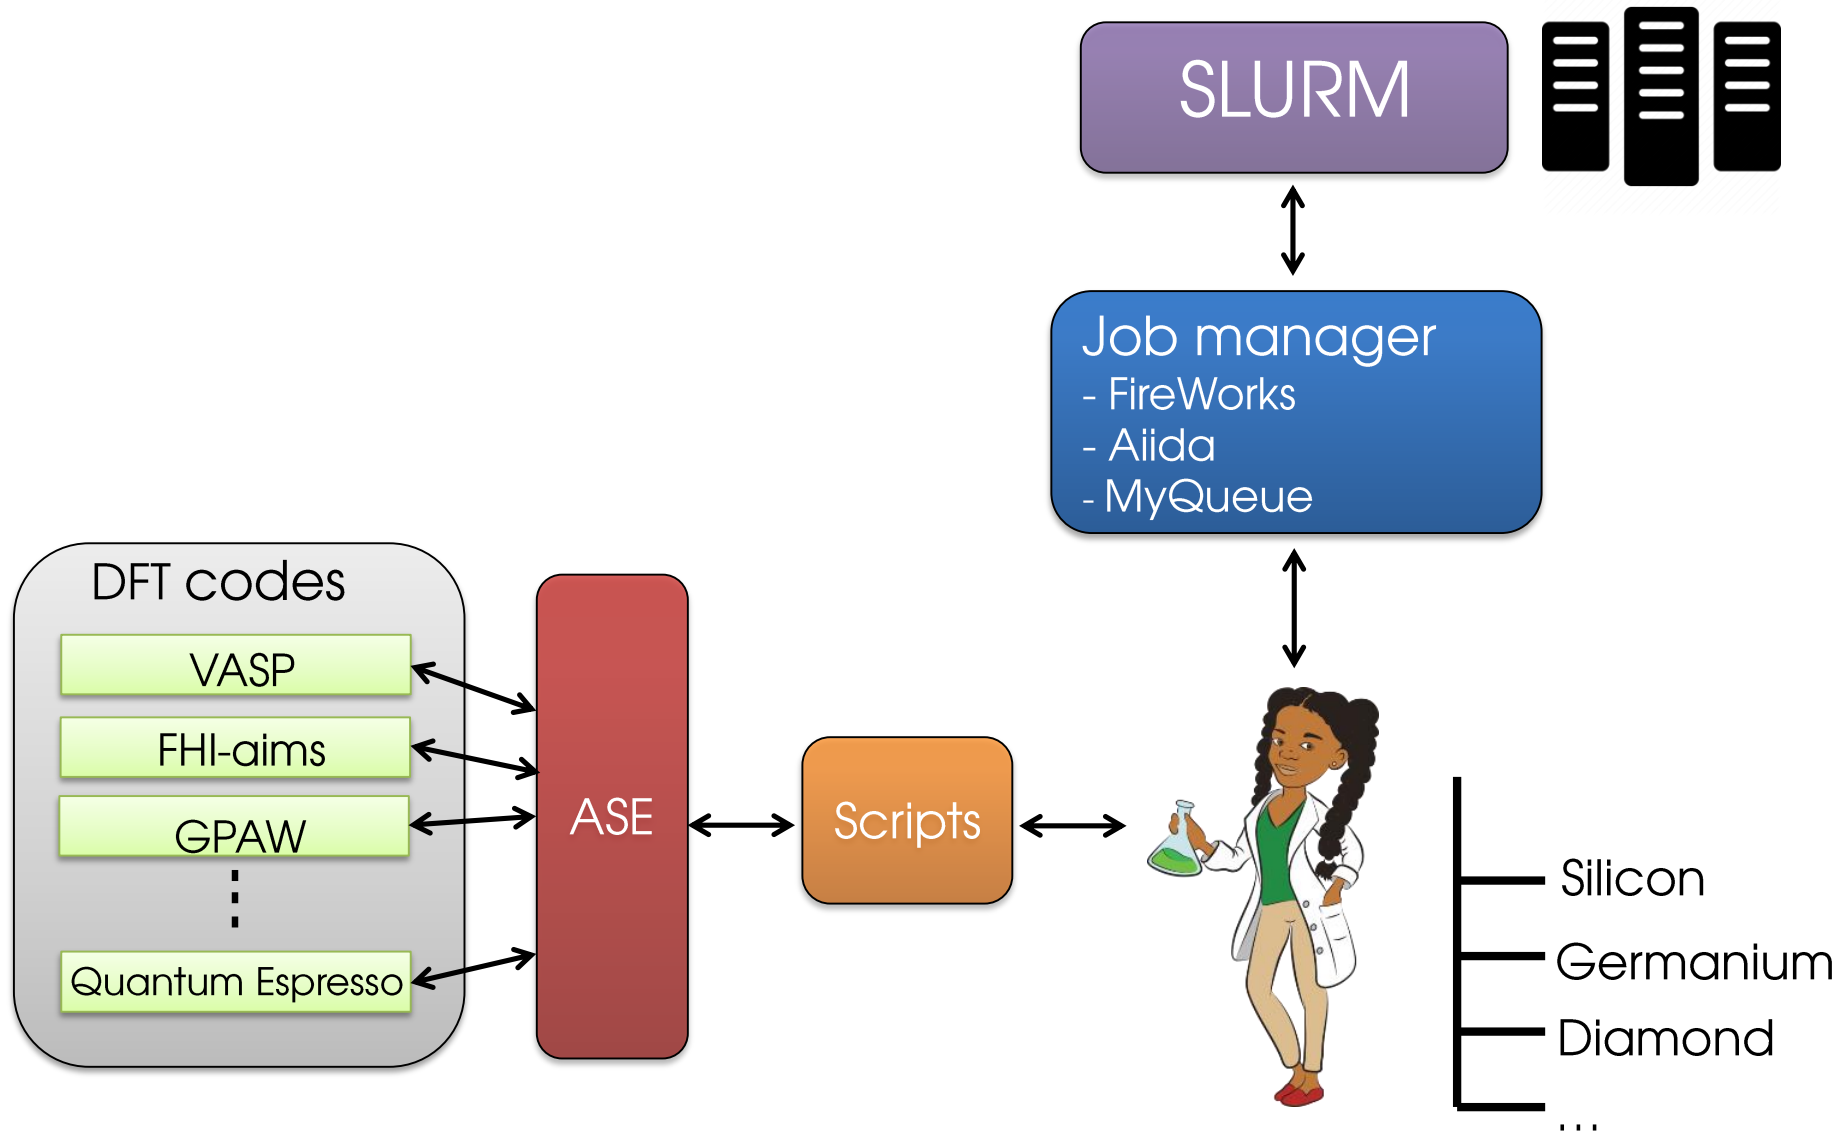 SLURM
Job manager
- FireWorks
- Aiida
- MyQueue
DFT codes
VASP
FHI-aims
GPAW
Quantum Espresso
ASE
Scripts
Silicon
Germanium
Diamond
...